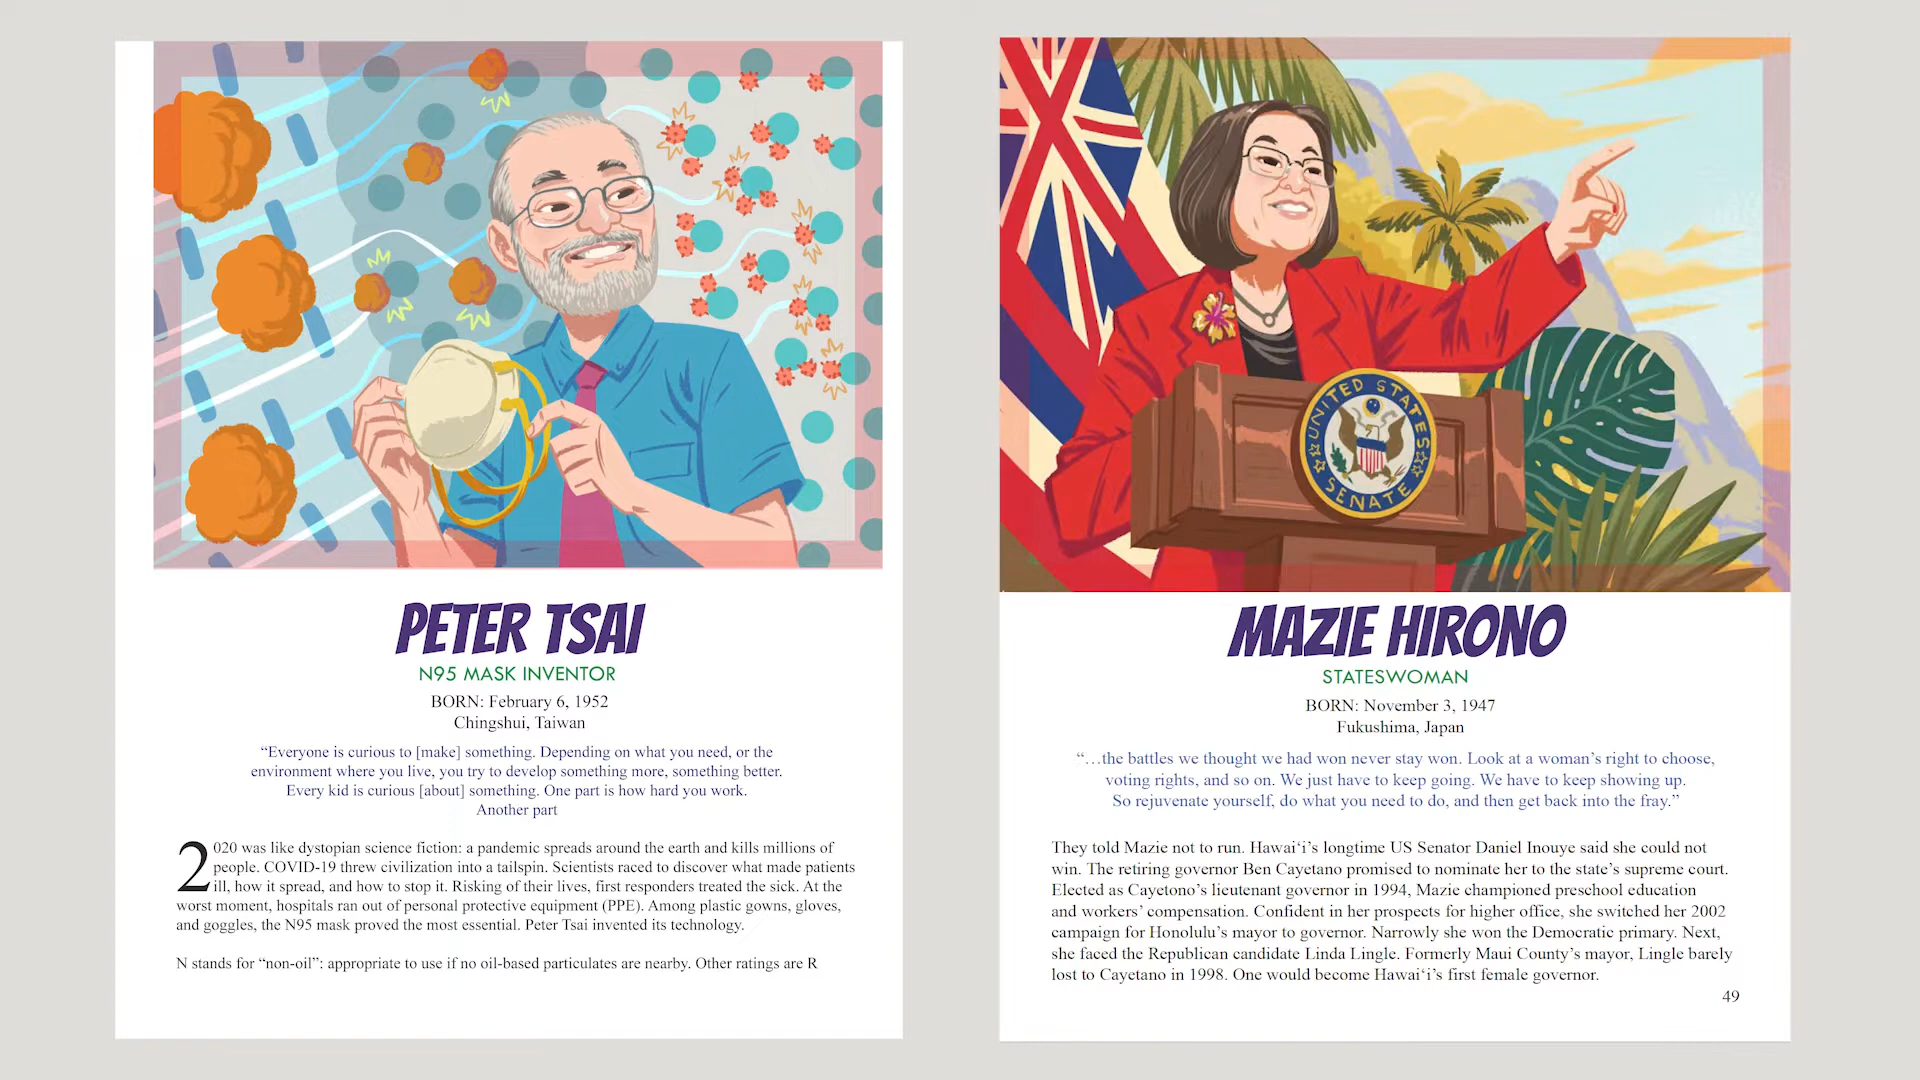 PETER TSAI
N95 MASK INVENTOR
BORN: February 6, 1952
Chingshui, Taiwan
“Everyone is curious to [make] something. Depending on what you need, or the
environment where you live, you try to develop something more, something better.
Every kid is curious [about] something. One part is how hard you work.
Another part
2020 was like dystopian science fiction: a pandemic spreads around the earth and kills millions of
people. COVID-19 threw civilization into a tailspin. Scientists raced to discover what made patients
ill, how it spread, and how to stop it. Risking of their lives, first responders treated the sick. At the
worst moment, hospitals ran out of personal protective equipment (PPE). Among plastic gowns, gloves,
and goggles, the N95 mask proved the most essential. Peter Tsai invented its technology.
N stands for “non-oil”: appropriate to use if no oil-based particulates are nearby. Other ratings are R
UNITED STATES
SENATE
MAZIE HIRONO
STATESWOMAN
BORN: November 3, 1947
Fukushima, Japan
“…the battles we thought we had won never stay won. Look at a woman’s right to choose,
voting rights, and so on. We just have to keep going. We have to keep showing up.
So rejuvenate yourself, do what you need to do, and then get back into the fray.”
They told Mazie not to run. Hawai‘i’s longtime US Senator Daniel Inouye said she could not
win. The retiring governor Ben Cayetano promised to nominate her to the state’s supreme court.
Elected as Cayetono’s lieutenant governor in 1994, Mazie championed preschool education
and workers’ compensation. Confident in her prospects for higher office, she switched her 2002
campaign for Honolulu’s mayor to governor. Narrowly she won the Democratic primary. Next,
she faced the Republican candidate Linda Lingle. Formerly Maui County’s mayor, Lingle barely
lost to Cayetano in 1998. One would become Hawai‘i’s first female governor.
49